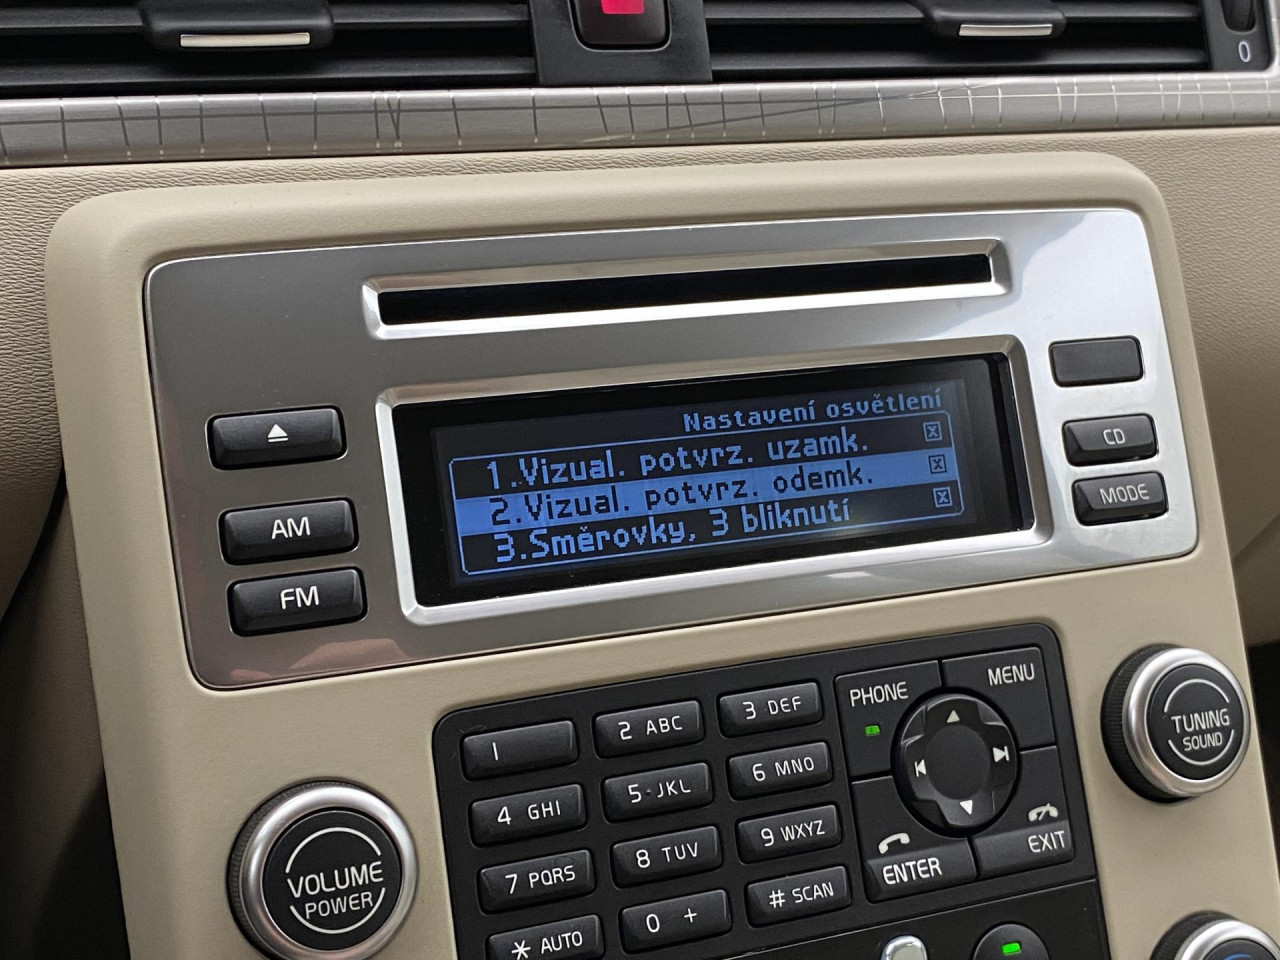 0
Nastavení osvětlení
1.Vizual. potvrz. uzamk.
2.Vizual. potvrz. odemk.
3.Směrovky, 3 bliknutí
AM
FM
CD
MODE
PHONE
MENU
ENTER
EXIT
1
2 ABC
3 DEF
4 GHI
5 JKL
6 MNO
7 PQRS
8 TUV
9 WXYZ
* AUTO
0 +
# SCAN
VOLUME
POWER
TUNING
SOUND